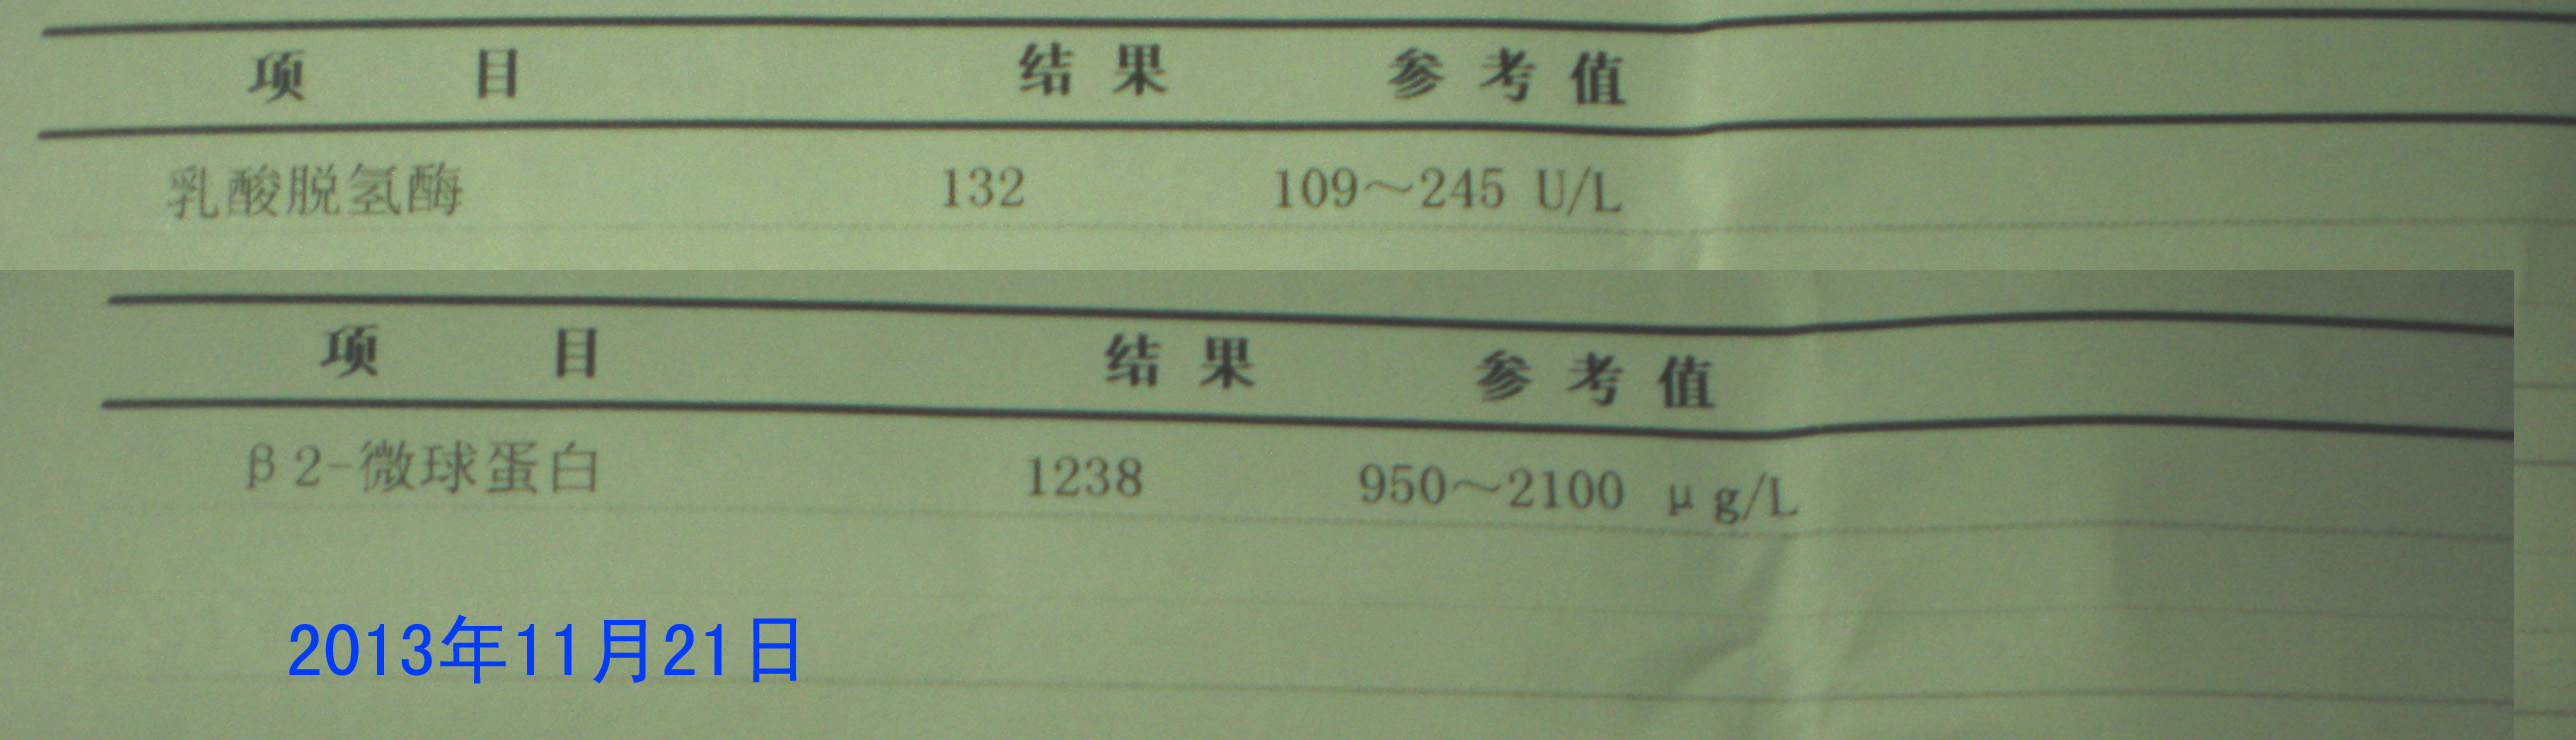 项 目 结 果 参 考 值
乳酸脱氢酶 132 109～245 U/L
项 目 结 果 参 考 值
β2-微球蛋白 1238 950～2100 μg/L
2013年11月21日